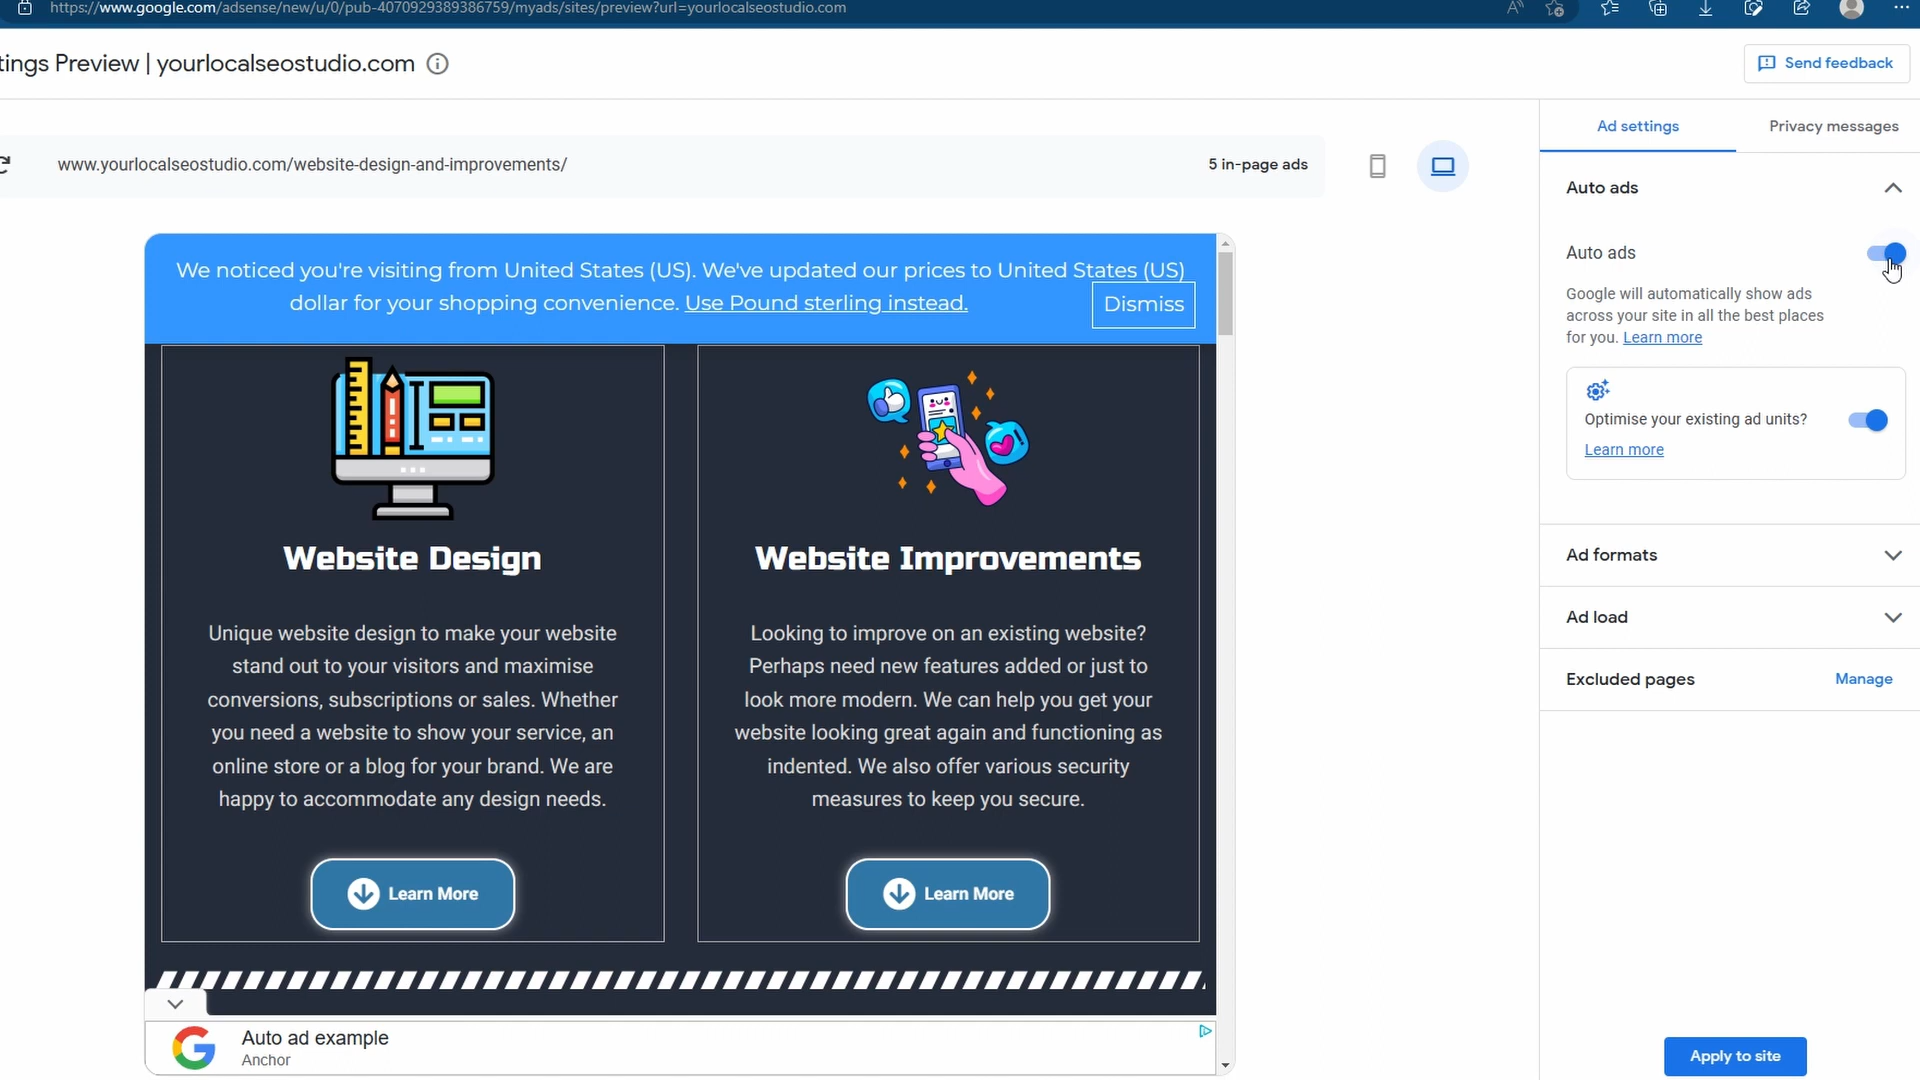 https://www.google.com/adsense/new/u/0/pub-4070929389386759/myads/sites/preview?url=yourlocalseostudio.com
tings Preview | yourlocalseostudio.com
Send feedback
Ad settings
Privacy messages
www.yourlocalseostudio.com/website-design-and-improvements/
5 in-page ads
Auto ads
Auto ads
Google will automatically show ads
across your site in all the best places
for you. Learn more
Optimise your existing ad units?
Learn more
Ad formats
Ad load
Excluded pages
Manage
We noticed you're visiting from United States (US). We've updated our prices to United States (US)
dollar for your shopping convenience. Use Pound sterling instead.
Dismiss
Website Design
Unique website design to make your website
stand out to your visitors and maximise
conversions, subscriptions or sales. Whether
you need a website to show your service, an
online store or a blog for your brand. We are
happy to accommodate any design needs.
Learn More
Website Improvements
Looking to improve on an existing website?
Perhaps need new features added or just to
look more modern. We can help you get your
website looking great again and functioning as
indented. We also offer various security
measures to keep you secure.
Learn More
Auto ad example
Anchor
Apply to site